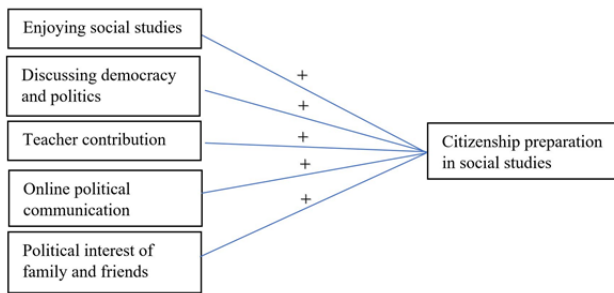 Enjoying social studies
Discussing democracy
and politics
Teacher contribution
Online political
communication
Political interest of
family and friends
+
+
+
+
+
Citizenship preparation
in social studies